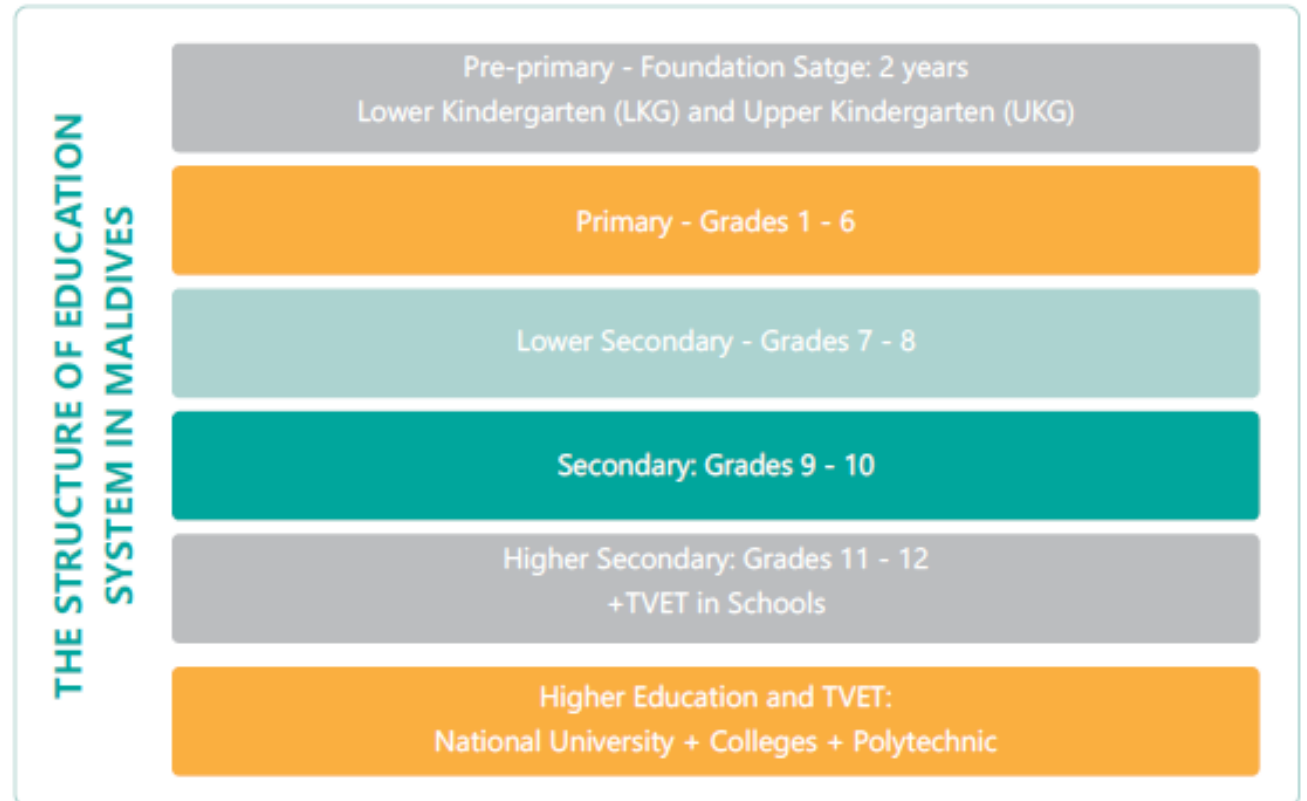 THE STRUCTURE OF EDUCATION
SYSTEM IN MALDIVES
Pre-primary - Foundation Satge: 2 years
Lower Kindergarten (LKG) and Upper Kindergarten (UKG)
Primary - Grades 1 - 6
Lower Secondary - Grades 7 - 8
Secondary: Grades 9 - 10
Higher Secondary: Grades 11 - 12
+TVET in Schools
Higher Education and TVET:
National University + Colleges + Polytechnic